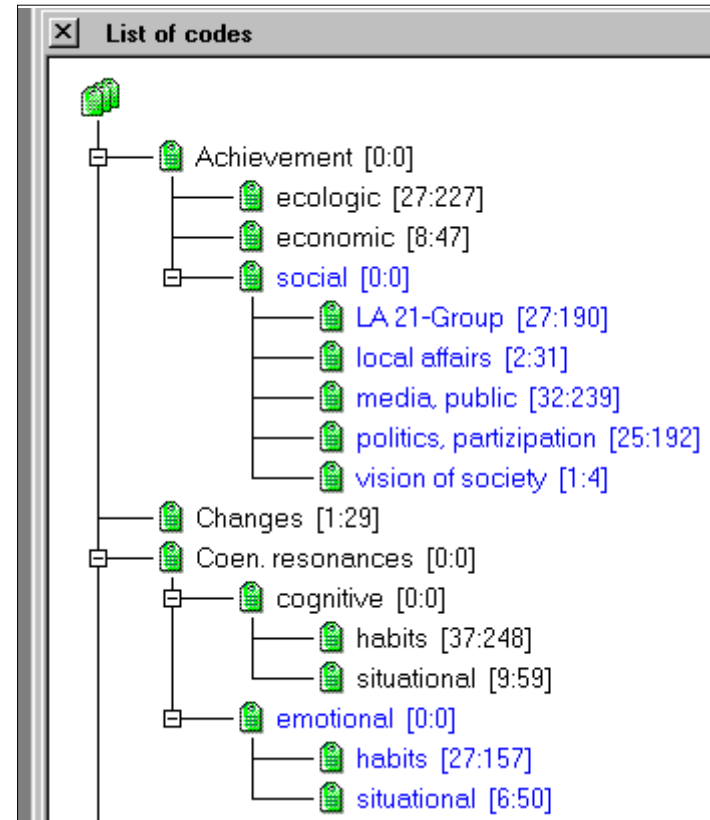 List of codes
Achievement [0:0]
ecologic [27:227]
economic [8:47]
social [0:0]
LA 21-Group [27:190]
local affairs [2:31]
media, public [32:239]
politics, partizipation [25:192]
vision of society [1:4]
Changes [1:29]
Coen. resonances [0:0]
cognitive [0:0]
habits [37:248]
situational [9:59]
emotional [0:0]
habits [27:157]
situational [6:50]